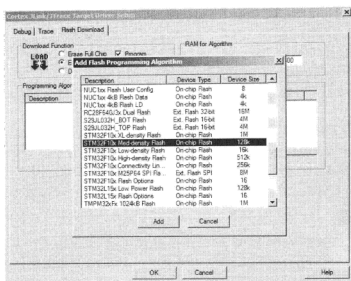 Cortex JLink/JTrace Target Driver Setup
Debug | Trace | Flash Download
Download Function
LOAD
Erase Full Chip
Program
RAM for Algorithm
Add Flash Programming Algorithm
Programming Algor
Description
Description Device Type Device Size
NUC1xx Flash User Config On-chip Flash 8
NUC1xx 4kB Flash Data On-chip Flash 4k
NUC1xx 4kB Flash LD On-chip Flash 4k
RC28F640J3x Dual Flash Ext. Flash 32-bit 16M
S29JL032H_BOT Flash Ext. Flash 16-bit 4M
S29JL032H_TOP Flash Ext. Flash 16-bit 4M
STM32F10x XL density Flash On-chip Flash 1M
STM32F10x Med-density Flash On-chip Flash 128k
STM32F10x Low-density Flash On-chip Flash 16k
STM32F10x High-density Flash On-chip Flash 512k
STM32F10x Connectivity Lin... On-chip Flash 256k
STM32F10x M25P64 SPI Fla... Ext. Flash SPI 8M
STM32F10x Flash Options On-chip Flash 16
STM32L15x Low Power Flash On-chip Flash 128k
STM32L15x Flash Options On-chip Flash 16
TMPM32xFx 1024kB Flash On-chip Flash 1M
Add
Cancel
OK
Cancel
Help